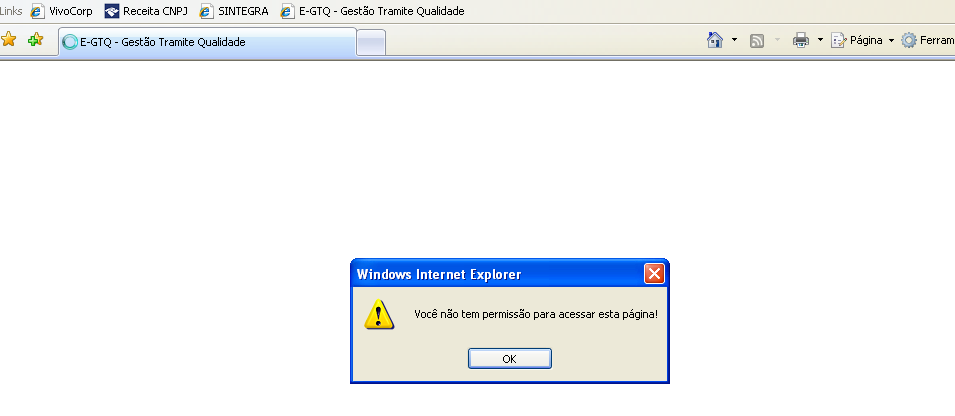 Links VivoCorp Receita CNPJ SINTEGRA E-GTQ - Gestão Tramite Qualidade
E-GTQ - Gestão Tramite Qualidade Página Ferram
Windows Internet Explorer
Você não tem permissão para acessar esta página!
OK